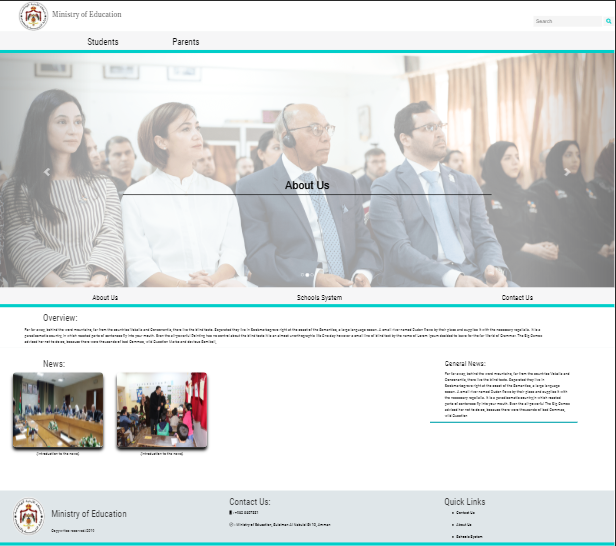 Ministry of Education
Search
Students
Parents
About Us
About Us
Schools System
Contact Us
Overview:
Far far away, behind the word mountains, far from the countries Vokalia and Consonantia, there live the blind texts. Separated they live in Bookmarksgrove right at the coast of the Semantics, a large language ocean. A small river named Duden flows by their place and supplies it with the necessary regelialia. It is a
paradisematic country, in which roasted parts of sentences fly into your mouth. Even the all-powerful Pointing has no control about the blind texts it is an almost unorthographic life One day however a small line of blind text by the name of Lorem Ipsum decided to leave for the far World of Grammar. The Big Oxmox
advised her not to do so, because there were thousands of bad Commas, wild Question Marks and devious Semikoli,
News:
[Introduction to the news]
[Introduction to the news]
General News:
Far far away, behind the word mountains, far from the countries Vokalia and
Consonantia, there live the blind texts. Separated they live in
Bookmarksgrove right at the coast of the Semantics, a large language
ocean. A small river named Duden flows by their place and supplies it with
the necessary regelialia. It is a paradisematic country, in which roasted
parts of sentences fly into your mouth. Even the all-powerful The Big Oxmox
advised her not to do so, because there were thousands of bad Commas,
wild Question
Ministry of Education
Copywrites reserved 2019
Contact Us:
Ministry of Education, Sulaiman Al Nabulsi
Amman
Quick Links
Contact Us
About Us
Schools System